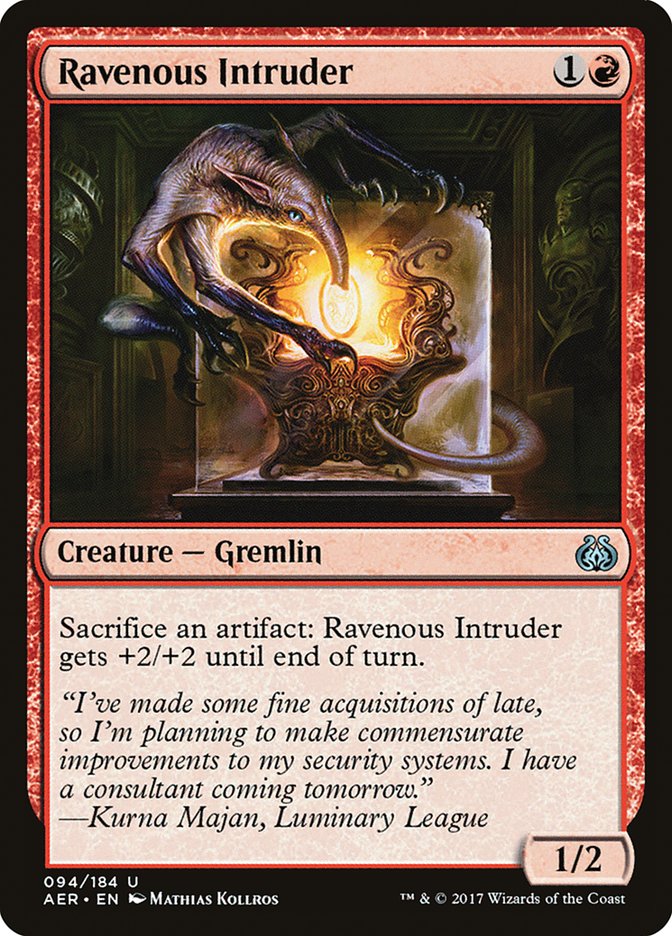 Ravenous Intruder 1
Creature — Gremlin
Sacrifice an artifact: Ravenous Intruder
gets +2/+2 until end of turn.
“I’ve made some fine acquisitions of late,
so I’m planning to make commensurate
improvements to my security systems. I have
a consultant coming tomorrow.”
—Kurna Majan, Luminary League
1/2
094/184 U
AER • EN Mathias Kollros
™ & © 2017 Wizards of the Coast